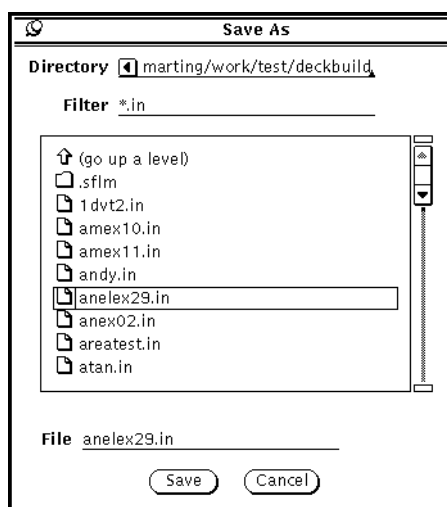 Save As
Directory marting/work/test/deckbuild
Filter *.in
(go up a level)
.sflm
1dvt2.in
amex10.in
amex11.in
andy.in
anelex29.in
anex02.in
areatest.in
atan.in
File anelex29.in
Save Cancel